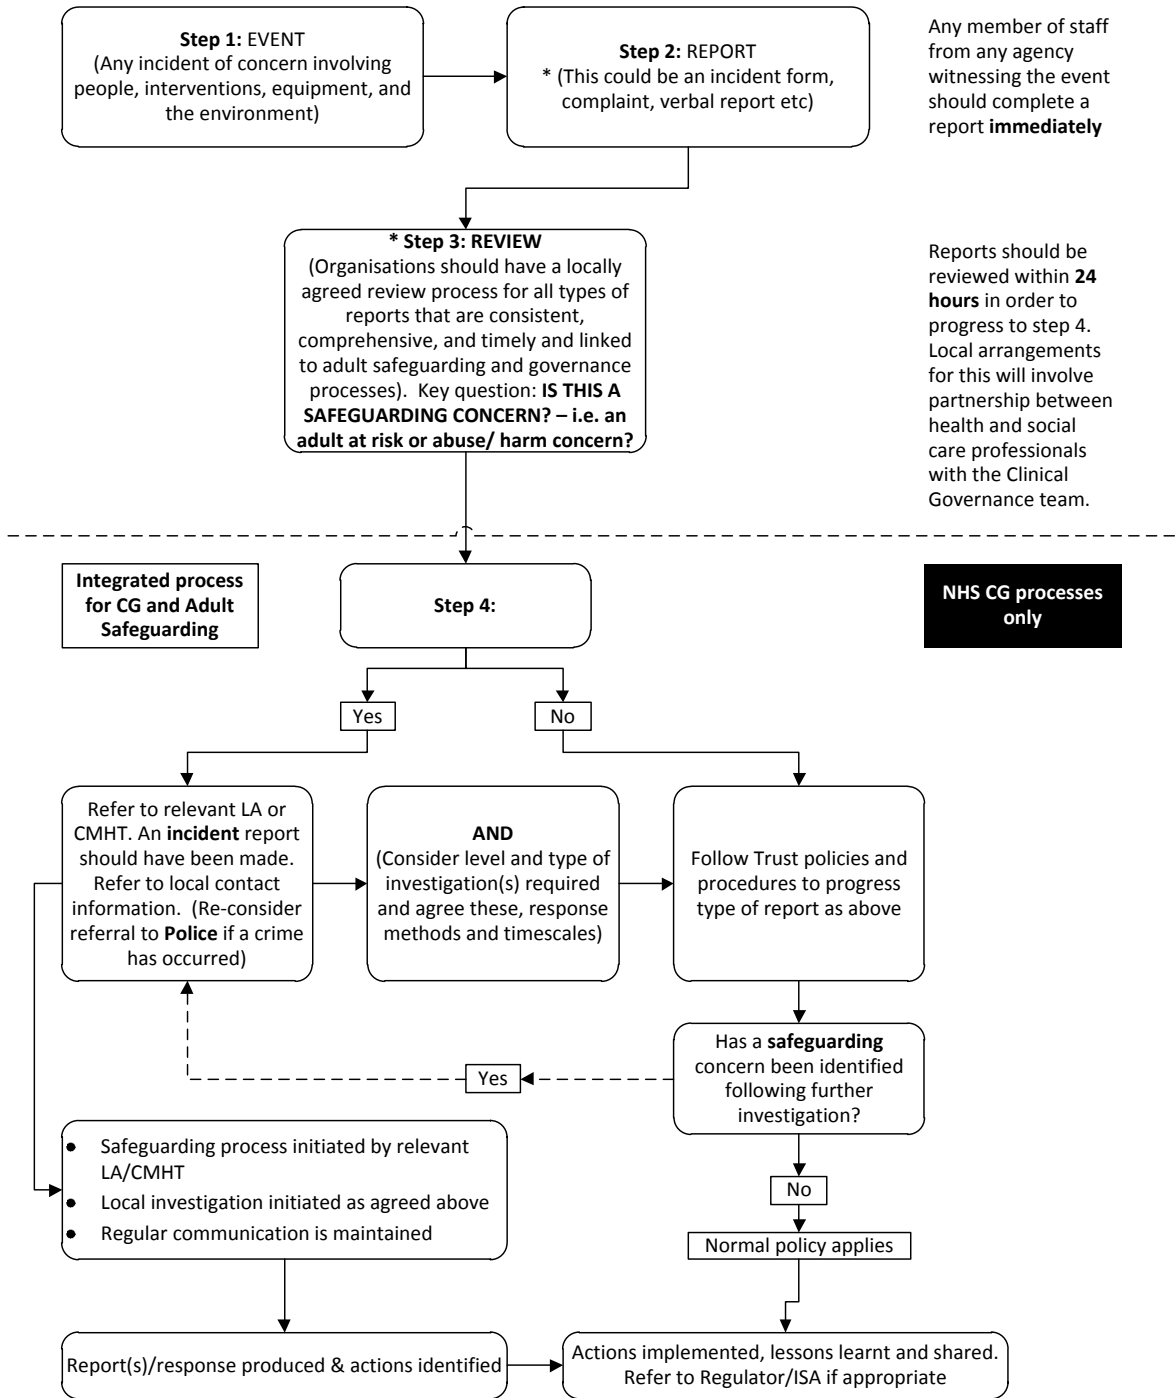 Step 1: EVENT
(Any incident of concern involving
people, interventions, equipment, and
the environment)
Step 2: REPORT
* (This could be an incident form,
complaint, verbal report etc)
Any member of staff
from any agency
witnessing the event
should complete a
report immediately
* Step 3: REVIEW
(Organisations should have a locally
agreed review process for all types of
reports that are consistent,
comprehensive, and timely and linked
to adult safeguarding and governance
processes).  Key question: IS THIS A
SAFEGUARDING CONCERN? – i.e. an
adult at risk or abuse/ harm concern?
Reports should be
reviewed within 24
hours in order to
progress to step 4.
Local arrangements
for this will involve
partnership between
health and social
care professionals
with the Clinical
Governance team.
Integrated process
for CG and Adult
Safeguarding
Step 4:
NHS CG processes
only
Yes
No
Refer to relevant LA or
CMHT. An incident report
should have been made.
Refer to local contact
information.  (Re-consider
referral to Police if a crime
has occurred)
AND
(Consider level and type of
investigation(s) required
and agree these, response
methods and timescales)
Follow Trust policies and
procedures to progress
type of report as above
Has a safeguarding
concern been identified
following further
investigation?
Yes
• Safeguarding process initiated by relevant
LA/CMHT
• Local investigation initiated as agreed above
• Regular communication is maintained
No
Normal policy applies
Report(s)/response produced & actions identified
Actions implemented, lessons learnt and shared.
Refer to Regulator/ISA if appropriate